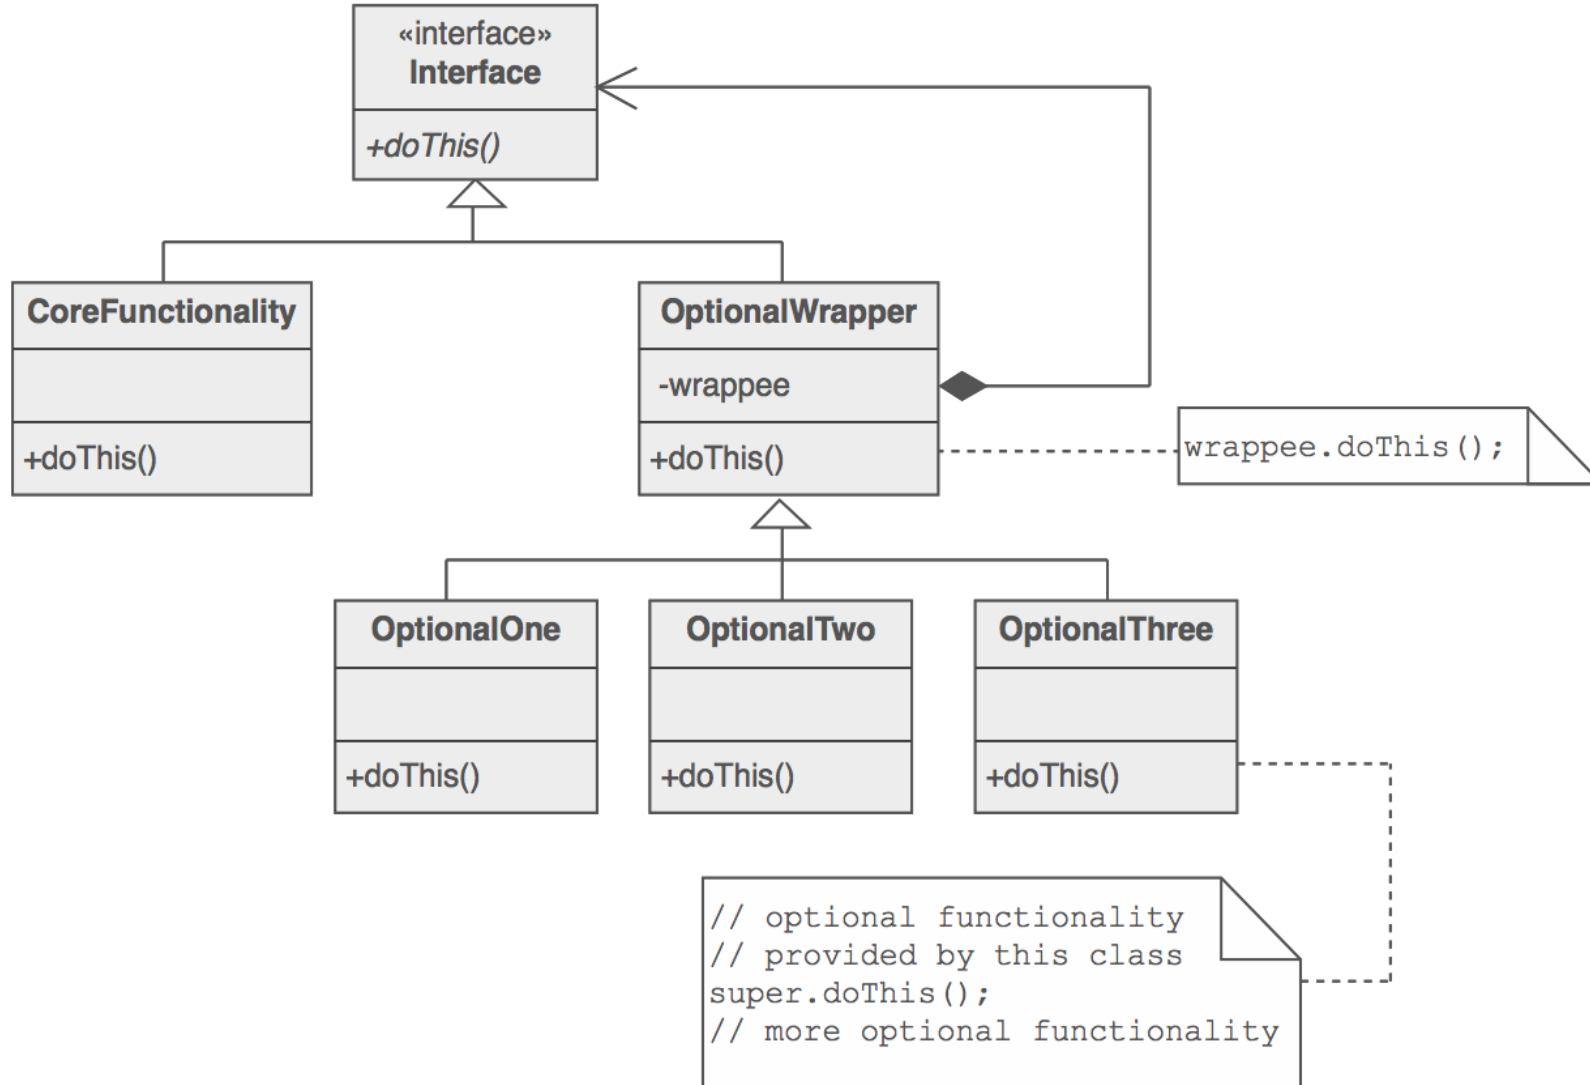 «interface»
Interface
+doThis()
CoreFunctionality
+doThis()
OptionalWrapper
-wrappee
+doThis()
wrappee.doThis();
OptionalOne
+doThis()
OptionalTwo
+doThis()
OptionalThree
+doThis()
// optional functionality
// provided by this class
super.doThis();
// more optional functionality